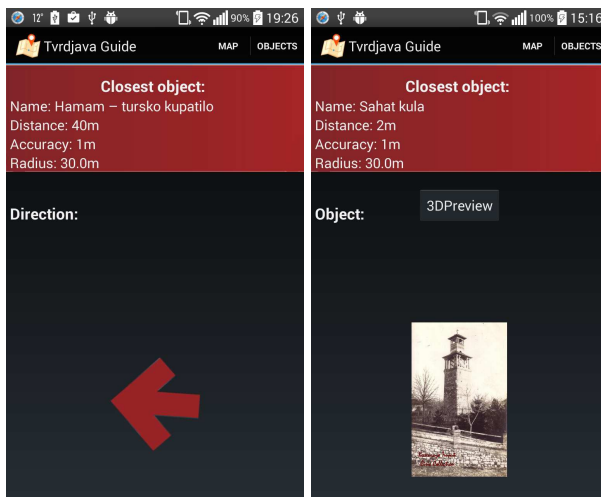 12° 90% 19:26
Tvrdjava Guide MAP OBJECTS
Closest object:
Name: Hamam – tursko kupatilo
Distance: 40m
Accuracy: 1m
Radius: 30.0m
Direction:
100% 15:16
Tvrdjava Guide MAP OBJECTS
Closest object:
Name: Sahat kula
Distance: 2m
Accuracy: 1m
Radius: 30.0m
3DPreview
Object: